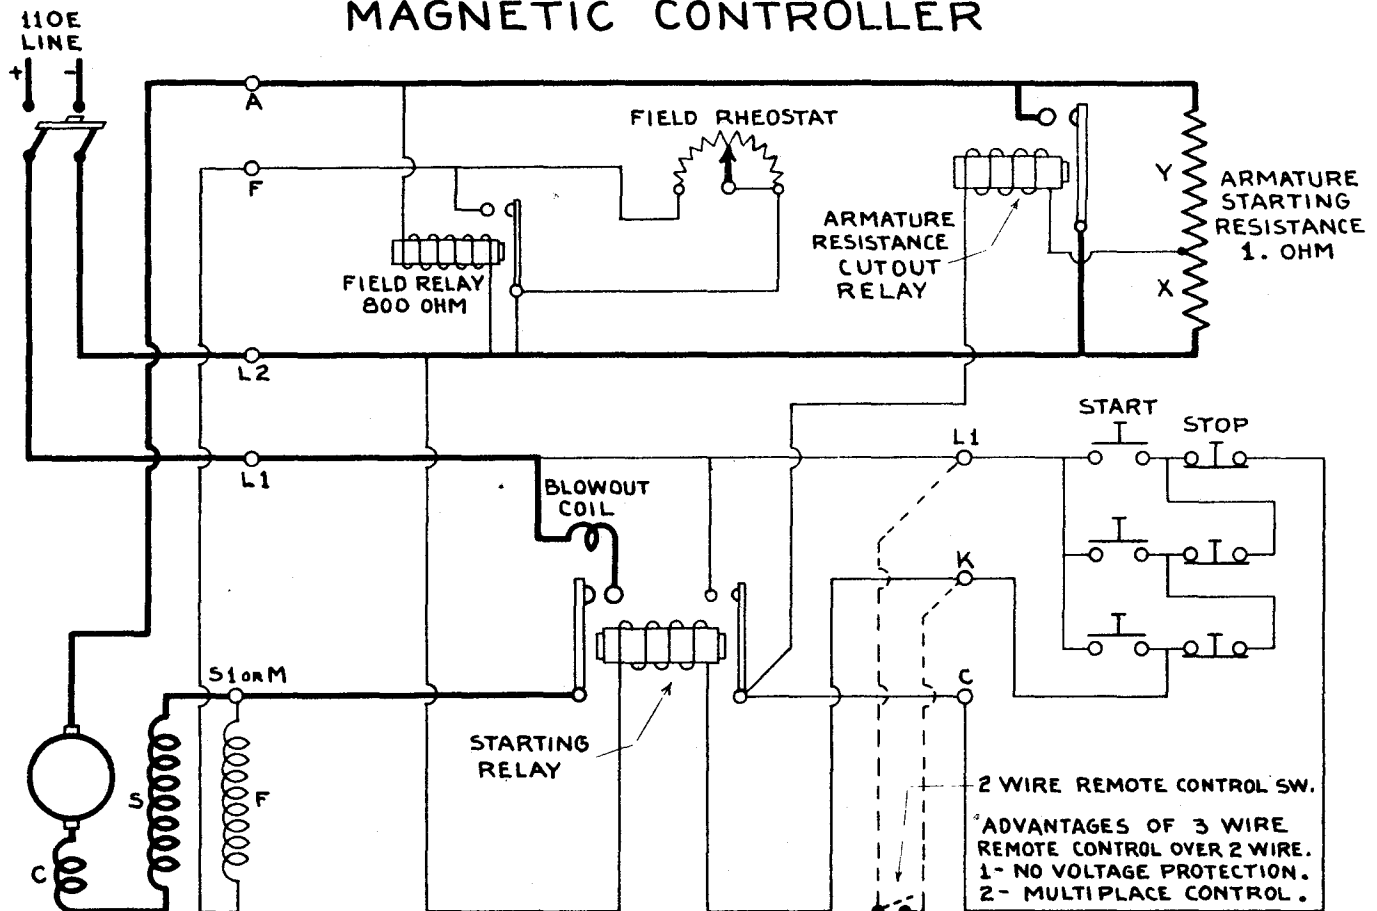 MAGNETIC CONTROLLER
110E
LINE
+ -
A
FIELD RHEOSTAT
F
Y
ARMATURE
STARTING
RESISTANCE
1. OHM
ARMATURE
RESISTANCE
CUTOUT
RELAY
X
FIELD RELAY
800 OHM
L2
START
STOP
L1
L1
BLOWOUT
COIL
K
S1 OR M
C
STARTING
RELAY
S
F
C
2 WIRE REMOTE CONTROL SW.
ADVANTAGES OF 3 WIRE
REMOTE CONTROL OVER 2 WIRE.
1- NO VOLTAGE PROTECTION.
2- MULTIPLACE CONTROL.